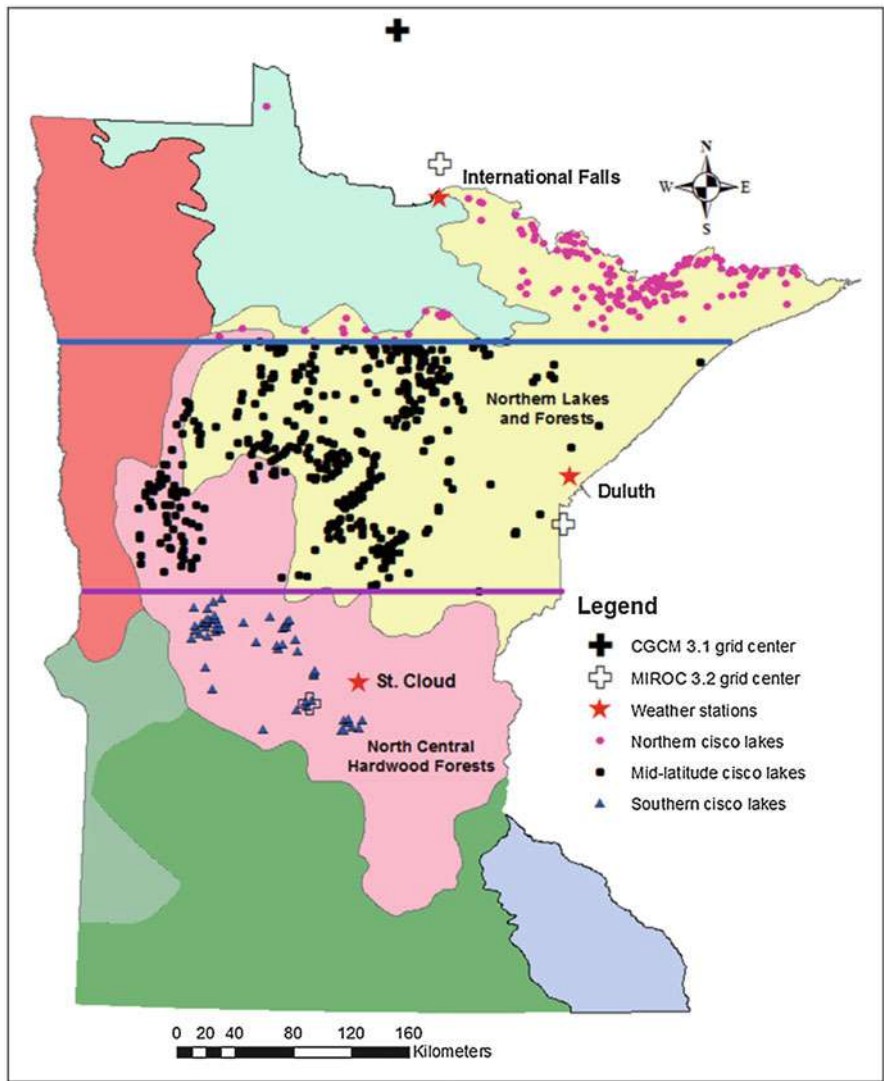 N
W E
S
International Falls
Northern Lakes
and Forests
Duluth
St. Cloud
North Central
Hardwood Forests
Legend
CGCM 3.1 grid center
MIROC 3.2 grid center
Weather stations
Northern cisco lakes
Mid-latitude cisco lakes
Southern cisco lakes
0 20 40 80 120 160
Kilometers